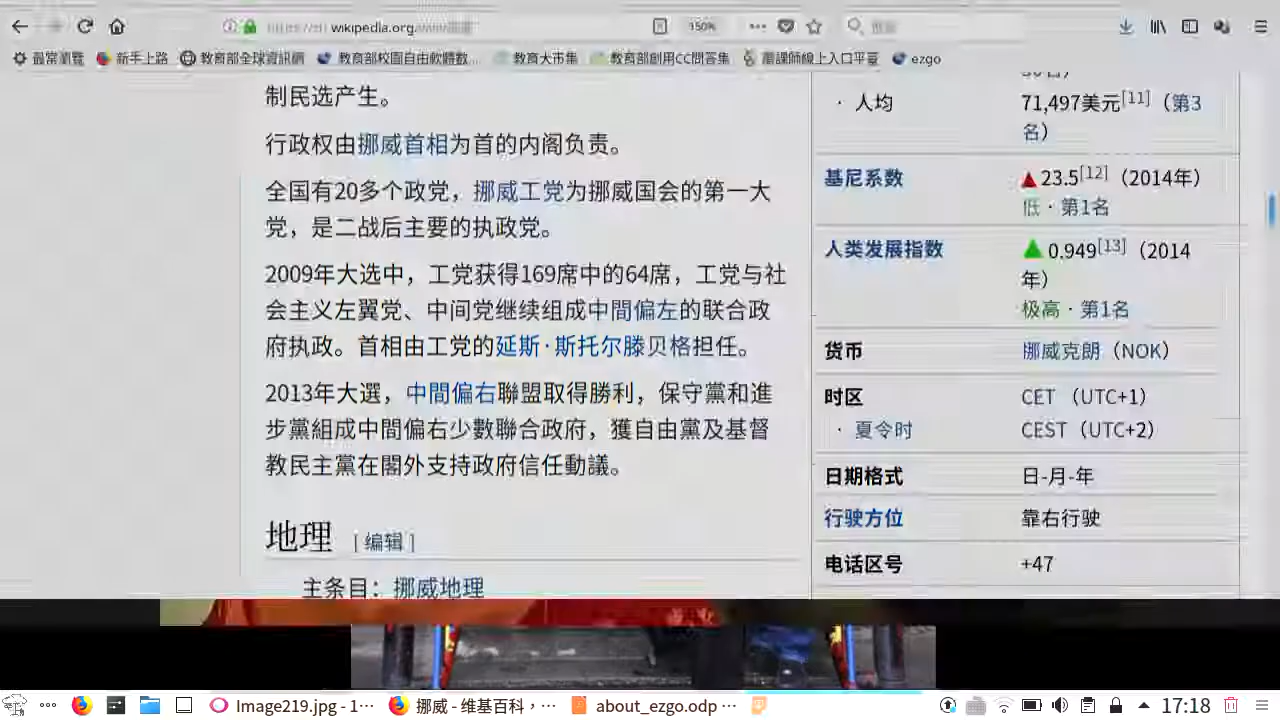 wikipedia.org
150%
新手上路
教育部全球資訊網
教育部校園自由軟體數...
教育大市集
教育部創用CC問答集
ezgo
制民选产生。
行政权由挪威首相为首的内阁负责。
全国有20多个政党，挪威工党为挪威国会的第一大
党，是二战后主要的执政党。
2009年大选中，工党获得169席中的64席，工党与社
会主义左翼党、中间党继续组成中間偏左的联合政
府执政。首相由工党的延斯·斯托尔滕贝格担任。
2013年大選，中間偏右聯盟取得勝利，保守黨和進
步黨組成中間偏右少數聯合政府，獲自由黨及基督
教民主黨在閣外支持政府信任動議。
地理 [编辑]
主条目：挪威地理
· 人均 71,497美元[11]（第3
名）
基尼系数 23.5[12]（2014年）
低 · 第1名
人类发展指数 0.949[13]（2014
年）
极高 · 第1名
货币 挪威克朗（NOK）
时区 CET （UTC+1）
· 夏令时 CEST（UTC+2）
日期格式 日-月-年
行驶方位 靠右行驶
电话区号 +47
Image219.jpg - 1…
挪威 - 维基百科，…
about_ezgo.odp …
17:18